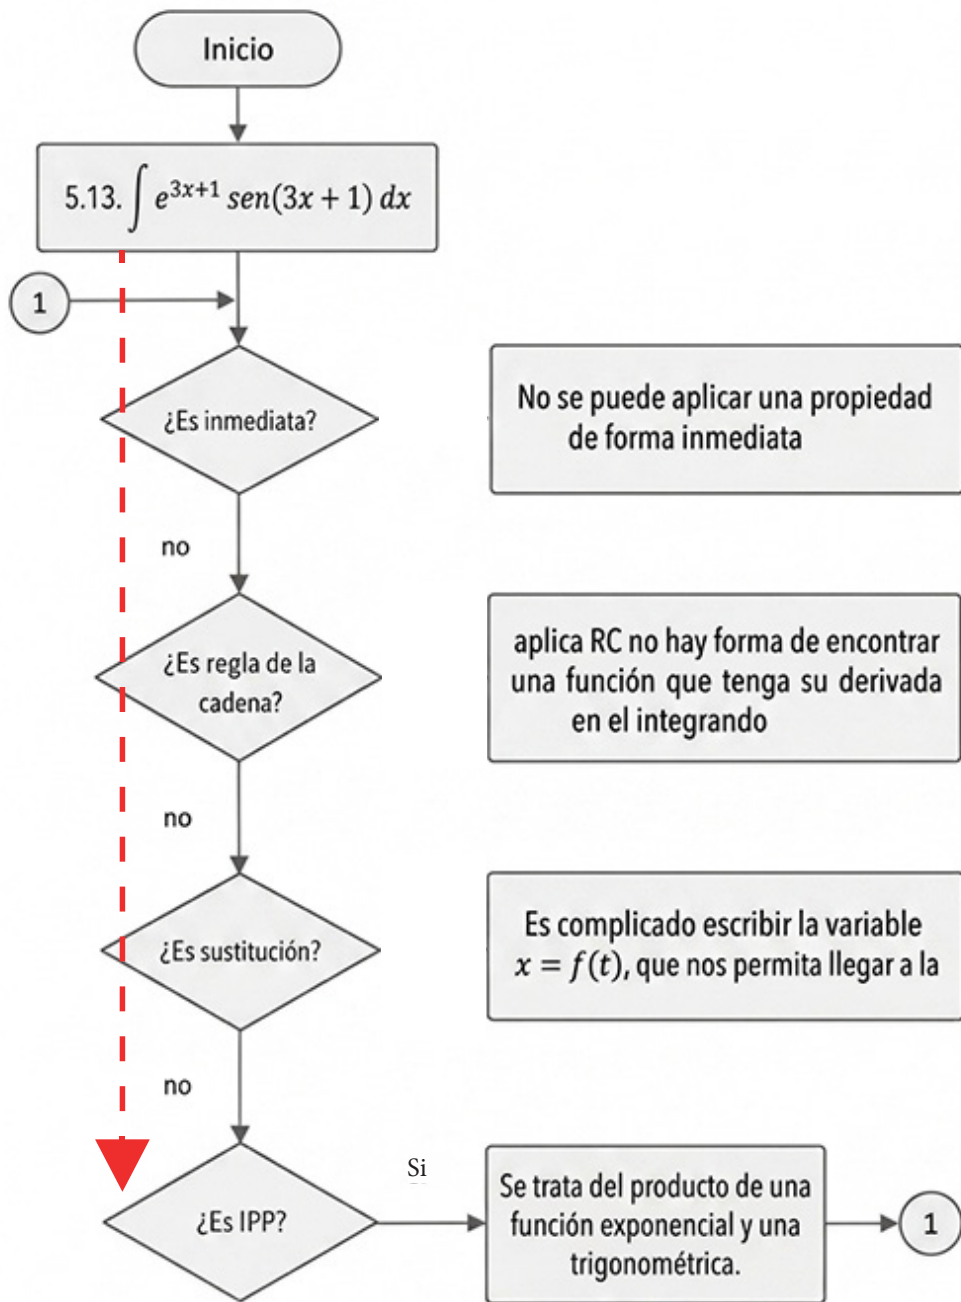 Inicio
5.13. ∫ e^{3x+1} sen(3x + 1) dx
1
¿Es inmediata?
No se puede aplicar una propiedad
de forma inmediata
no
¿Es regla de la
cadena?
aplica RC no hay forma de encontrar
una función que tenga su derivada
en el integrando
no
¿Es sustitución?
Es complicado escribir la variable
x = f(t), que nos permita llegar a la
no
¿Es IPP?
Si
Se trata del producto de una
función exponencial y una
trigonométrica.
1